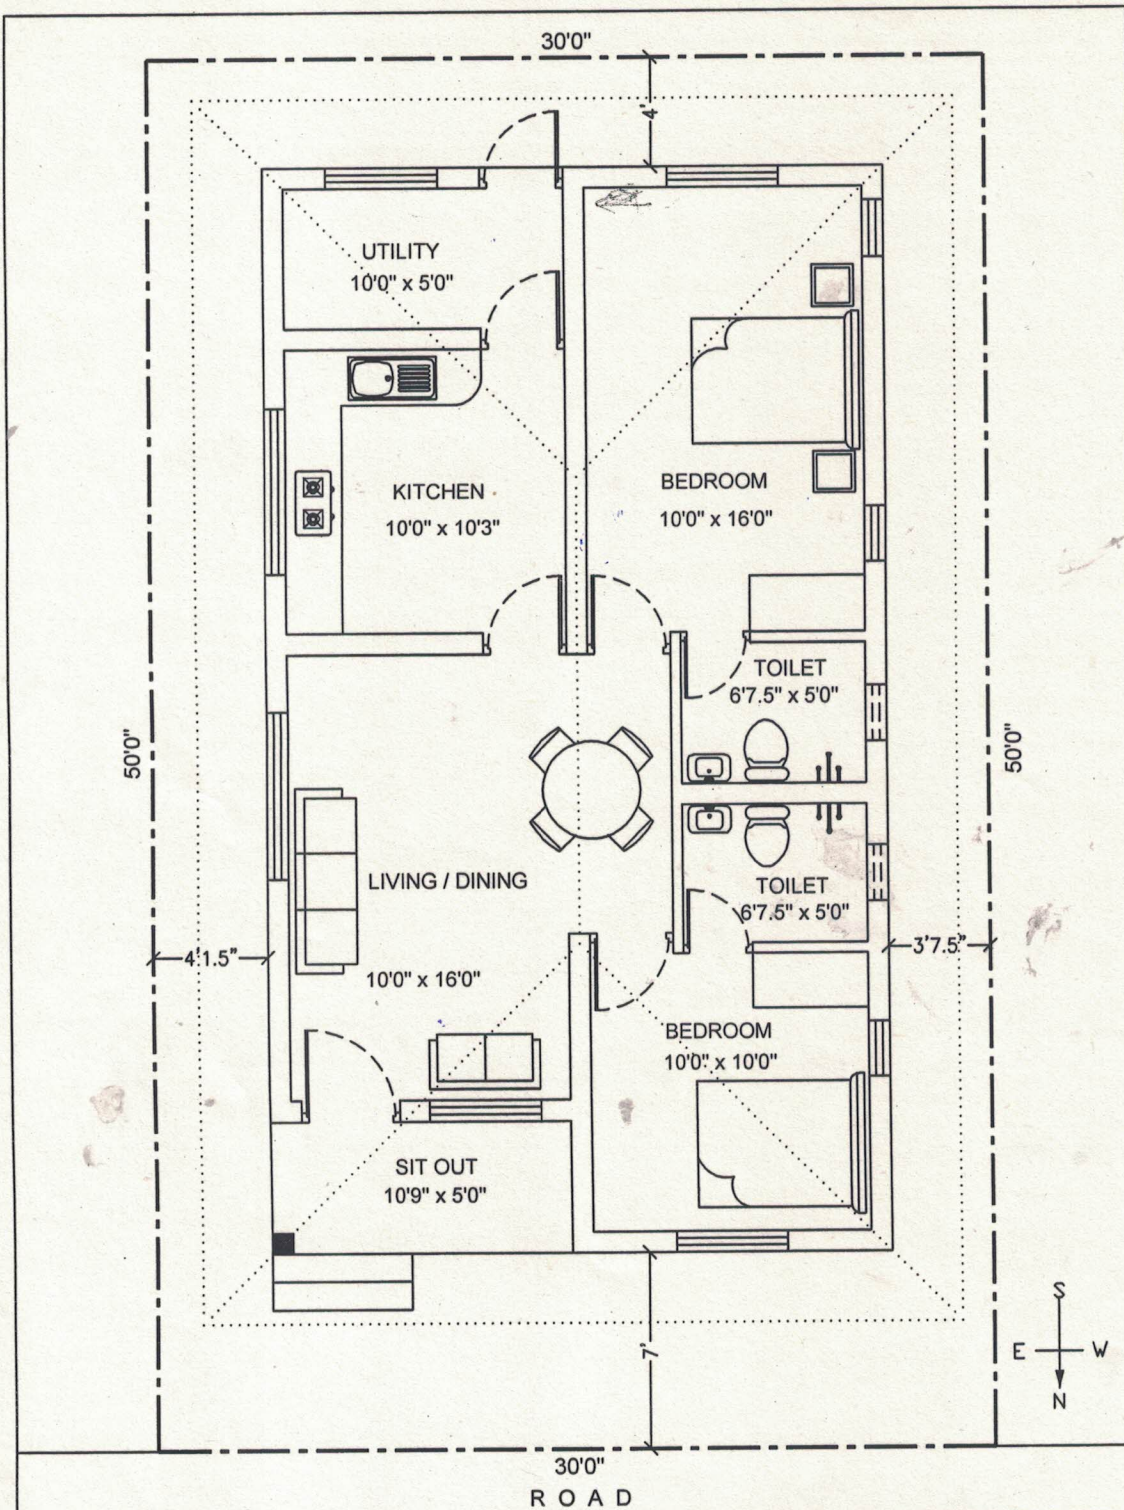 30'0"
4'
UTILITY
10'0" x 5'0"
KITCHEN
10'0" x 10'3"
BEDROOM
10'0" x 16'0"
TOILET
6'7.5" x 5'0"
50'0"
50'0"
LIVING / DINING
TOILET
6'7.5" x 5'0"
4'1.5"
10'0" x 16'0"
3'7.5"
BEDROOM
10'0" x 10'0"
SIT OUT
10'9" x 5'0"
7'
S
E W
N
30'0"
ROAD